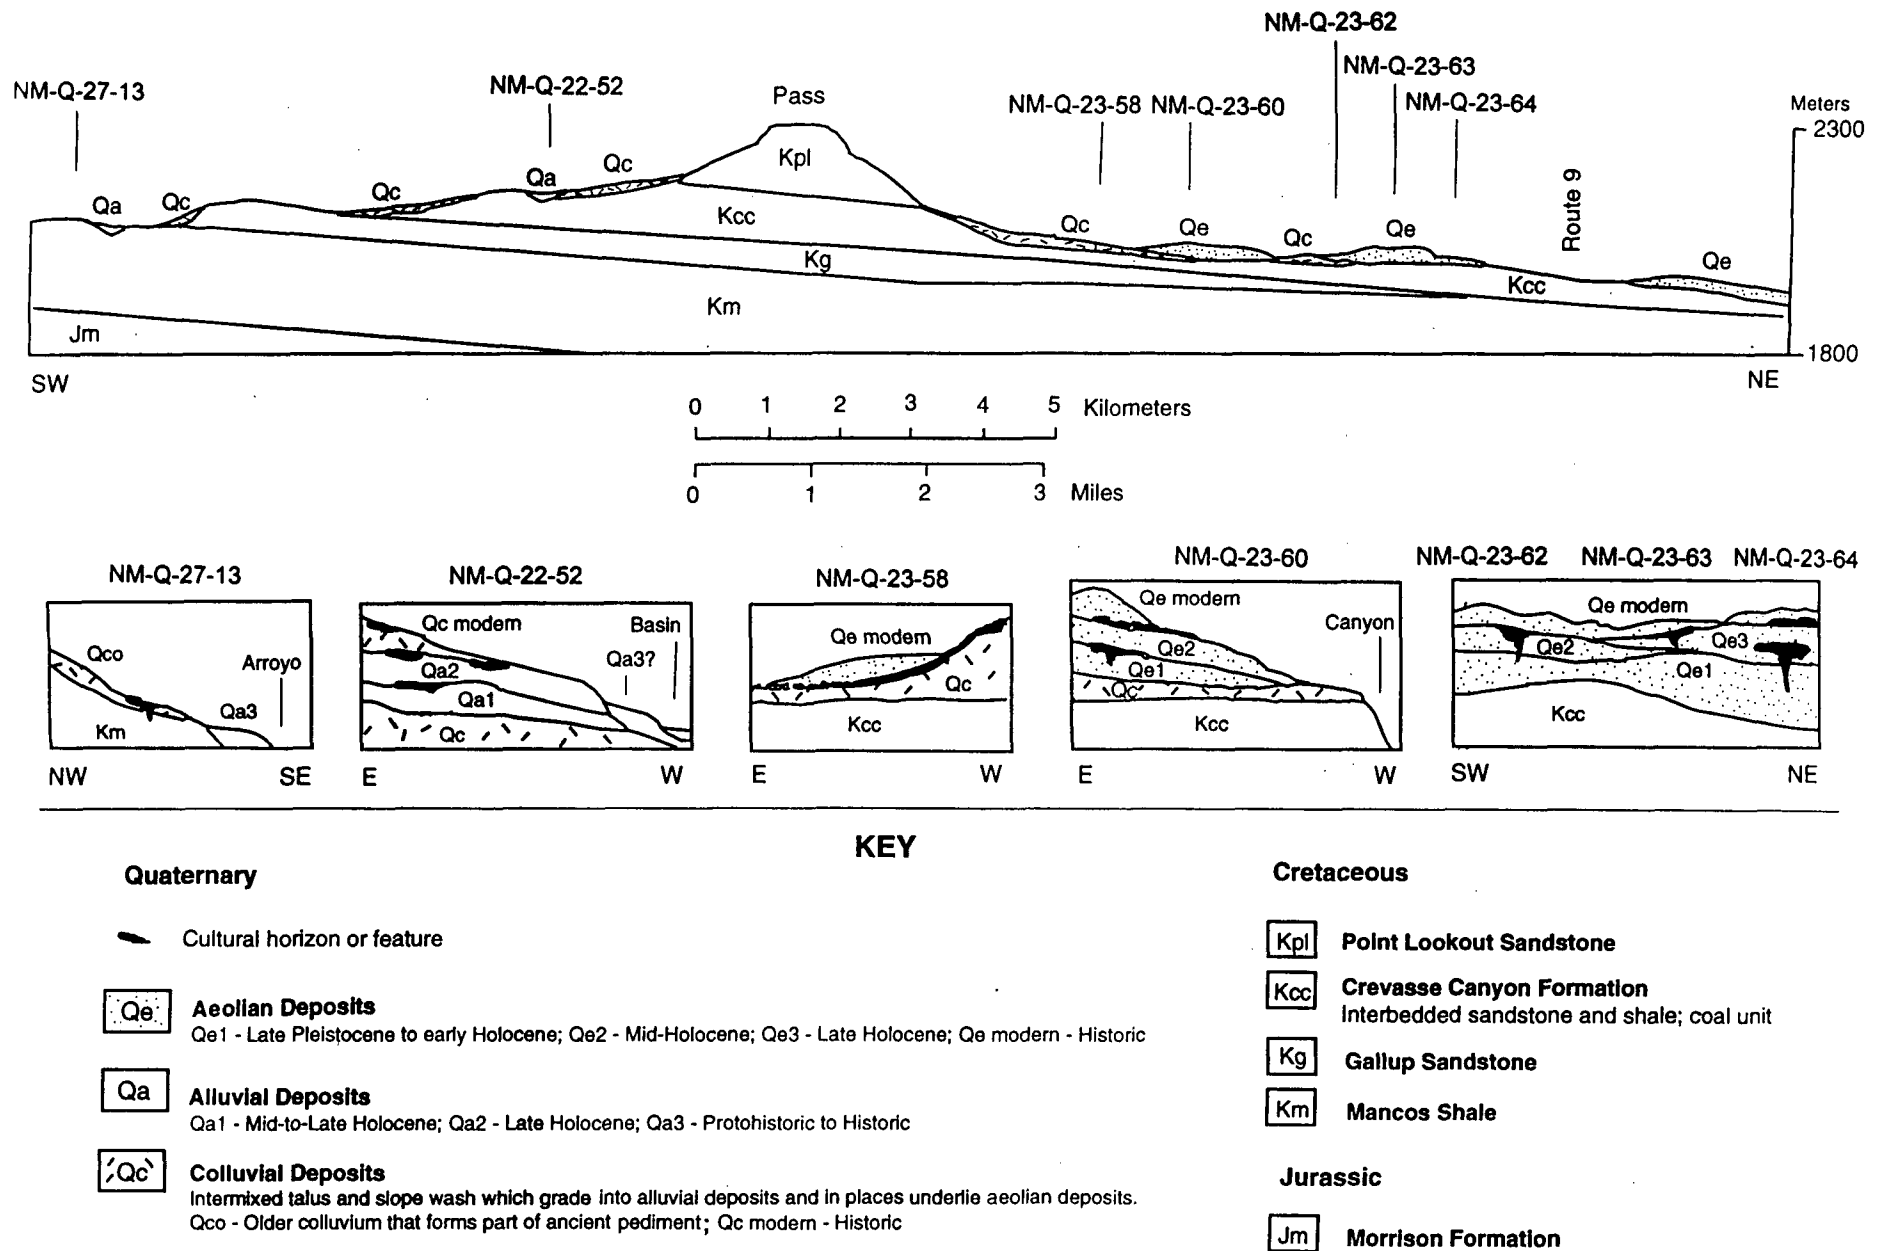 NM-Q-23-62
NM-Q-27-13
NM-Q-22-52
Pass
NM-Q-23-58
NM-Q-23-60
NM-Q-23-63
NM-Q-23-64
Meters
2300
Kpl
Qa
Qc
Qc
Qa
Qc
Kcc
Qc
Qe
Qc
Qe
Route 9
Qe
Kg
Kcc
Km
Jm
1800
SW
NE
0 1 2 3 4 5 Kilometers
0 1 2 3 Miles
NM-Q-27-13
Qco
Arroyo
Qa3
Km
NW SE
NM-Q-22-52
Qc modern
Basin
Qa3?
Qa2
Qa1
Qc
E W
NM-Q-23-58
Qe modern
Qc
Kcc
E W
NM-Q-23-60
Qe modern
Canyon
Qe2
Qe1
Qc
Kcc
E W
NM-Q-23-62 NM-Q-23-63 NM-Q-23-64
Qe modern
Qe2
Qe3
Qe1
Kcc
SW NE
KEY
Quaternary
Cultural horizon or feature
Qe
Aeolian Deposits
Qe1 - Late Pleistocene to early Holocene; Qe2 - Mid-Holocene; Qe3 - Late Holocene; Qe modern - Historic
Qa
Alluvial Deposits
Qa1 - Mid-to-Late Holocene; Qa2 - Late Holocene; Qa3 - Protohistoric to Historic
Qc
Colluvial Deposits
Intermixed talus and slope wash which grade into alluvial deposits and in places underlie aeolian deposits.
Qco - Older colluvium that forms part of ancient pediment; Qc modern - Historic
Cretaceous
Kpl
Point Lookout Sandstone
Kcc
Crevasse Canyon Formation
Interbedded sandstone and shale; coal unit
Kg
Gallup Sandstone
Km
Mancos Shale
Jurassic
Jm
Morrison Formation